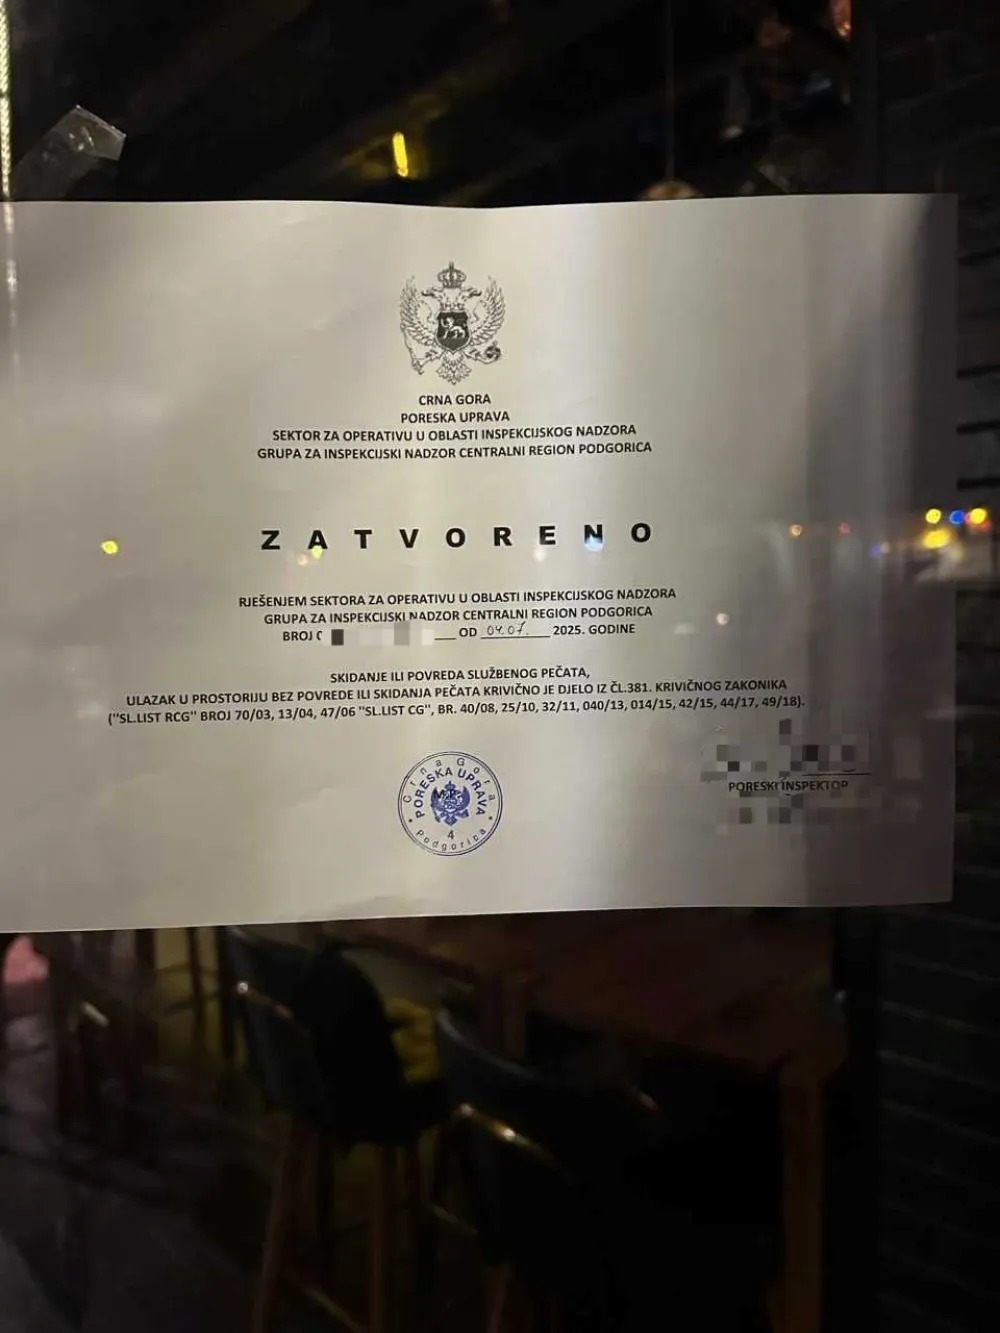 CRNA GORA
PORESKA UPRAVA
SEKTOR ZA OPERATIVU U OBLASTI INSPEKCIJSKOG NADZORA
GRUPA ZA INSPEKCIJSKI NADZOR CENTRALNI REGION PODGORICA
Z A T V O R E N O
RJEŠENJEM SEKTORA ZA OPERATIVU U OBLASTI INSPEKCIJSKOG NADZORA
GRUPA ZA INSPEKCIJSKI NADZOR CENTRALNI REGION PODGORICA
BROJ OD 04.07. 2025. GODINE
SKIDANJE ILI POVREDA SLUŽBENOG PEČATA,
ULAZAK U PROSTORIJU BEZ POVREDE ILI SKIDANJA PEČATA KRIVIČNO JE DJELO IZ ČL.381. KRIVIČNOG ZAKONIKA
("SL.LIST RCG" BROJ 70/03, 13/04, 47/06 "SL.LIST CG", BR. 40/08, 25/10, 32/11, 040/13, 014/15, 42/15, 44/17, 49/18).
Crna Gora
PORESKA UPRAVA
M.P.
4
Podgorica
PORESKI INSPEKTOR